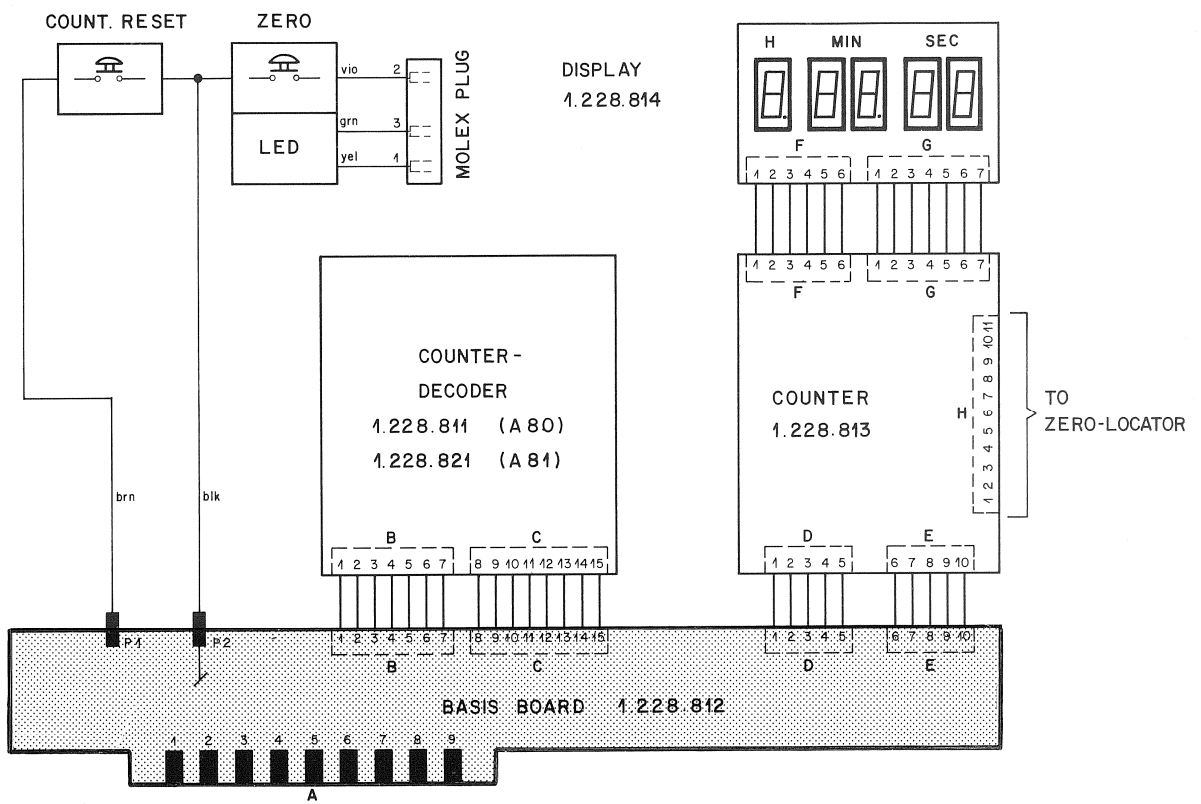 COUNT. RESET
ZERO
vio 2
grn 3
LED
yel 1
MOLEX PLUG
DISPLAY
1.228.814
H MIN SEC
F G
1 2 3 4 5 6 1 2 3 4 5 6 7
1 2 3 4 5 6 1 2 3 4 5 6 7
F G
COUNTER-
DECODER
1.228.811 (A 80)
1.228.821 (A 81)
COUNTER
1.228.813
H
1 2 3 4 5 6 7 8 9 10 11
TO
ZERO-LOCATOR
brn
blk
B C
1 2 3 4 5 6 7 8 9 10 11 12 13 14 15
D E
1 2 3 4 5 6 7 8 9 10
P1
P2
1 2 3 4 5 6 7 8 9 10 11 12 13 14 15
B C
1 2 3 4 5 6 7 8 9 10
D E
BASIS BOARD 1.228.812
1 2 3 4 5 6 7 8 9
A